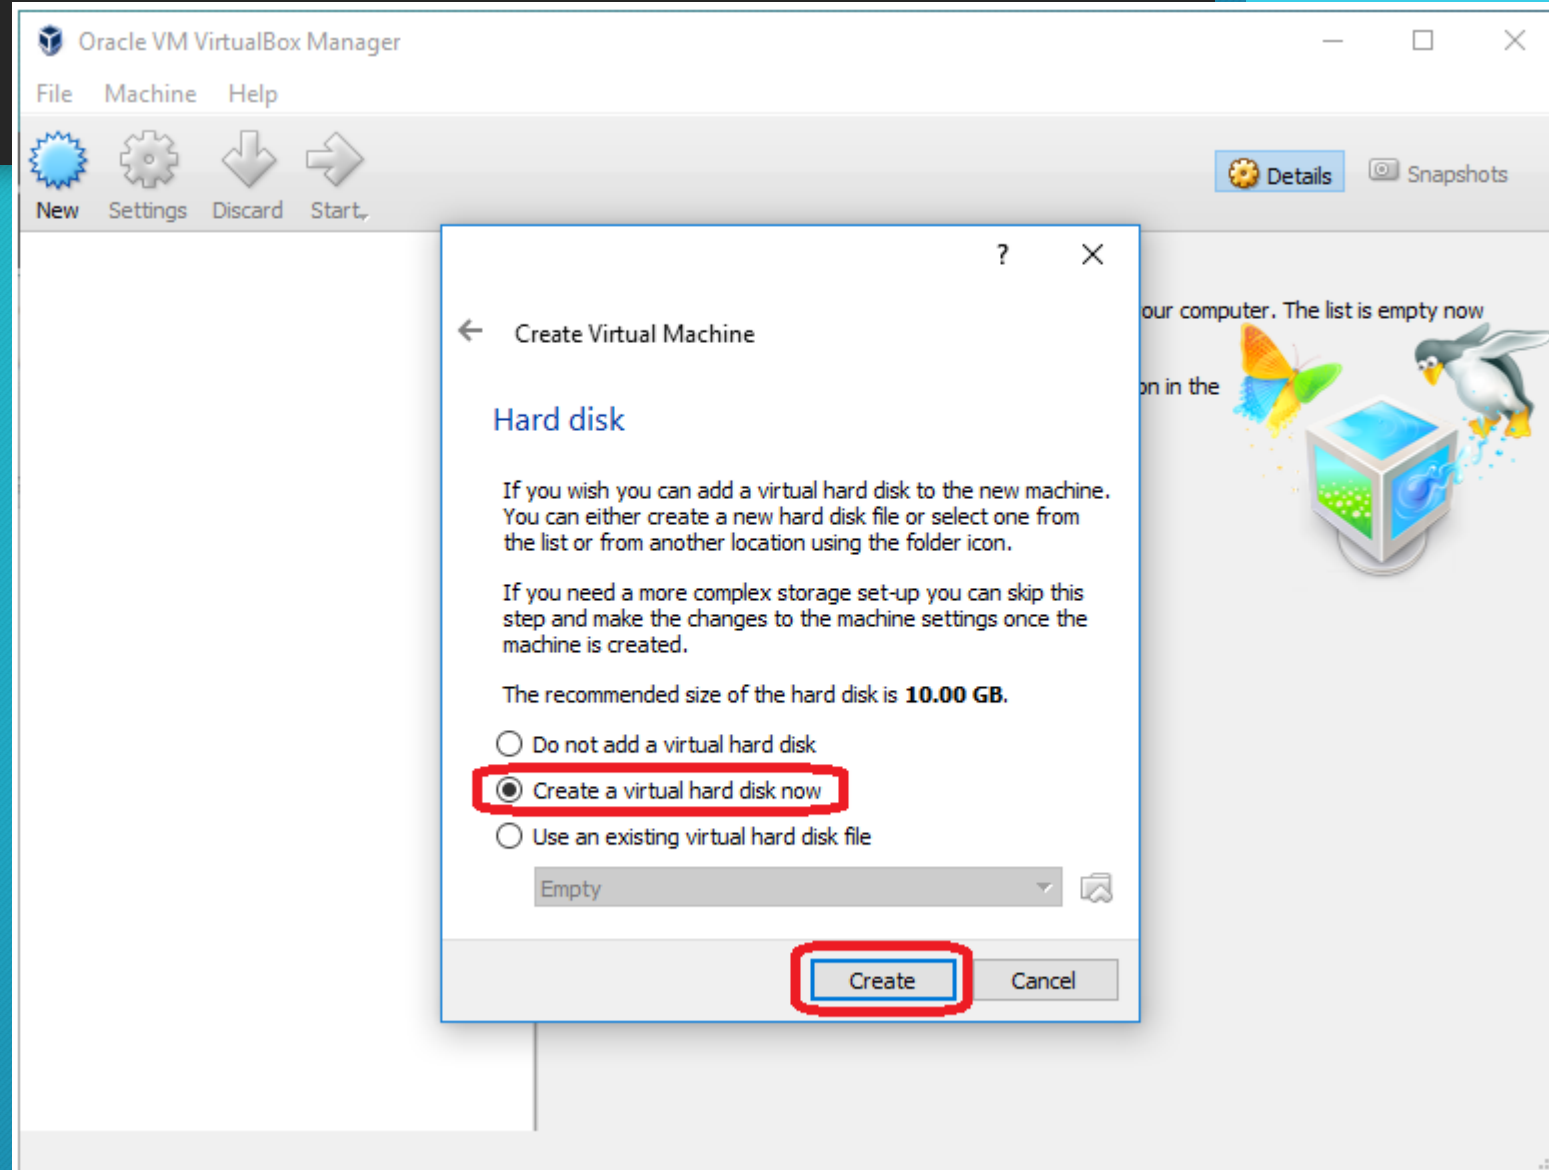 Oracle VM VirtualBox Manager
File Machine Help
New Settings Discard Start
Details Snapshots
?
our computer. The list is empty now
Create Virtual Machine
in the
Hard disk
If you wish you can add a virtual hard disk to the new machine.
You can either create a new hard disk file or select one from
the list or from another location using the folder icon.
If you need a more complex storage set-up you can skip this
step and make the changes to the machine settings once the
machine is created.
The recommended size of the hard disk is 10.00 GB.
Do not add a virtual hard disk
Create a virtual hard disk now
Use an existing virtual hard disk file
Empty
Create Cancel